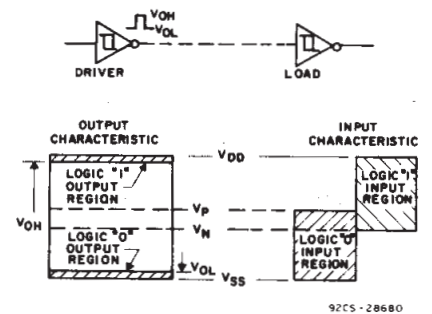 VOH
VOL
DRIVER
LOAD
OUTPUT CHARACTERISTIC
INPUT CHARACTERISTIC
VDD
LOGIC "1" OUTPUT REGION
LOGIC "1" INPUT REGION
VOH
VP
VN
LOGIC "0" OUTPUT REGION
LOGIC "0" INPUT REGION
VOL
VSS
92CS-28680